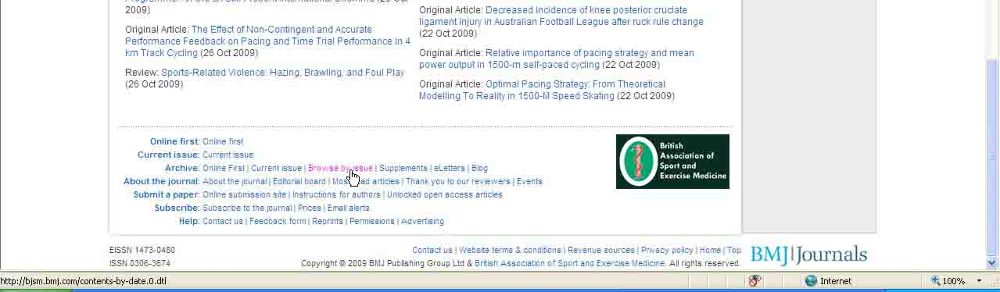 2009)
Original Article: The Effect of Non-Contingent and Accurate
Performance Feedback on Pacing and Time Trial Performance in 4
km Track Cycling (26 Oct 2009)
Review: Sports-Related Violence: Hazing, Brawling, and Foul Play
(26 Oct 2009)
Original Article: Decreased incidence of knee posterior cruciate
ligament injury in Australian Football League after ruck rule change
(22 Oct 2009)
Original Article: Relative importance of pacing strategy and mean
power output in 1500-m self-paced cycling (22 Oct 2009)
Original Article: Optimal Pacing Strategy: From Theoretical
Modelling To Reality in 1500-M Speed Skating (22 Oct 2009)
Online first: Online first
Current issue: Current issue
Archive: Online First | Current issue | Browse by issue | Supplements | eLetters | Blog
About the journal: About the journal | Editorial board | articles | Thank you to our reviewers | Events
Submit a paper: Online submission site | Instructions for authors | Unlocked open access articles
Subscribe: Subscribe to the journal | Prices | Email alerts
Help: Contact us | Feedback form | Reprints | Permissions | Advertising
British
Association of
Sport and
Exercise Medicine
EISSN 1473-0480
ISSN 0306-3674
Contact us | Website terms & conditions | Revenue sources | Privacy policy | Home | Top
Copyright © 2009 BMJ Publishing Group Ltd & British Association of Sport and Exercise Medicine. All rights reserved.
BMJ|Journals
http://bjsm.bmj.com/contents-by-date.0.dtl
Internet
100%